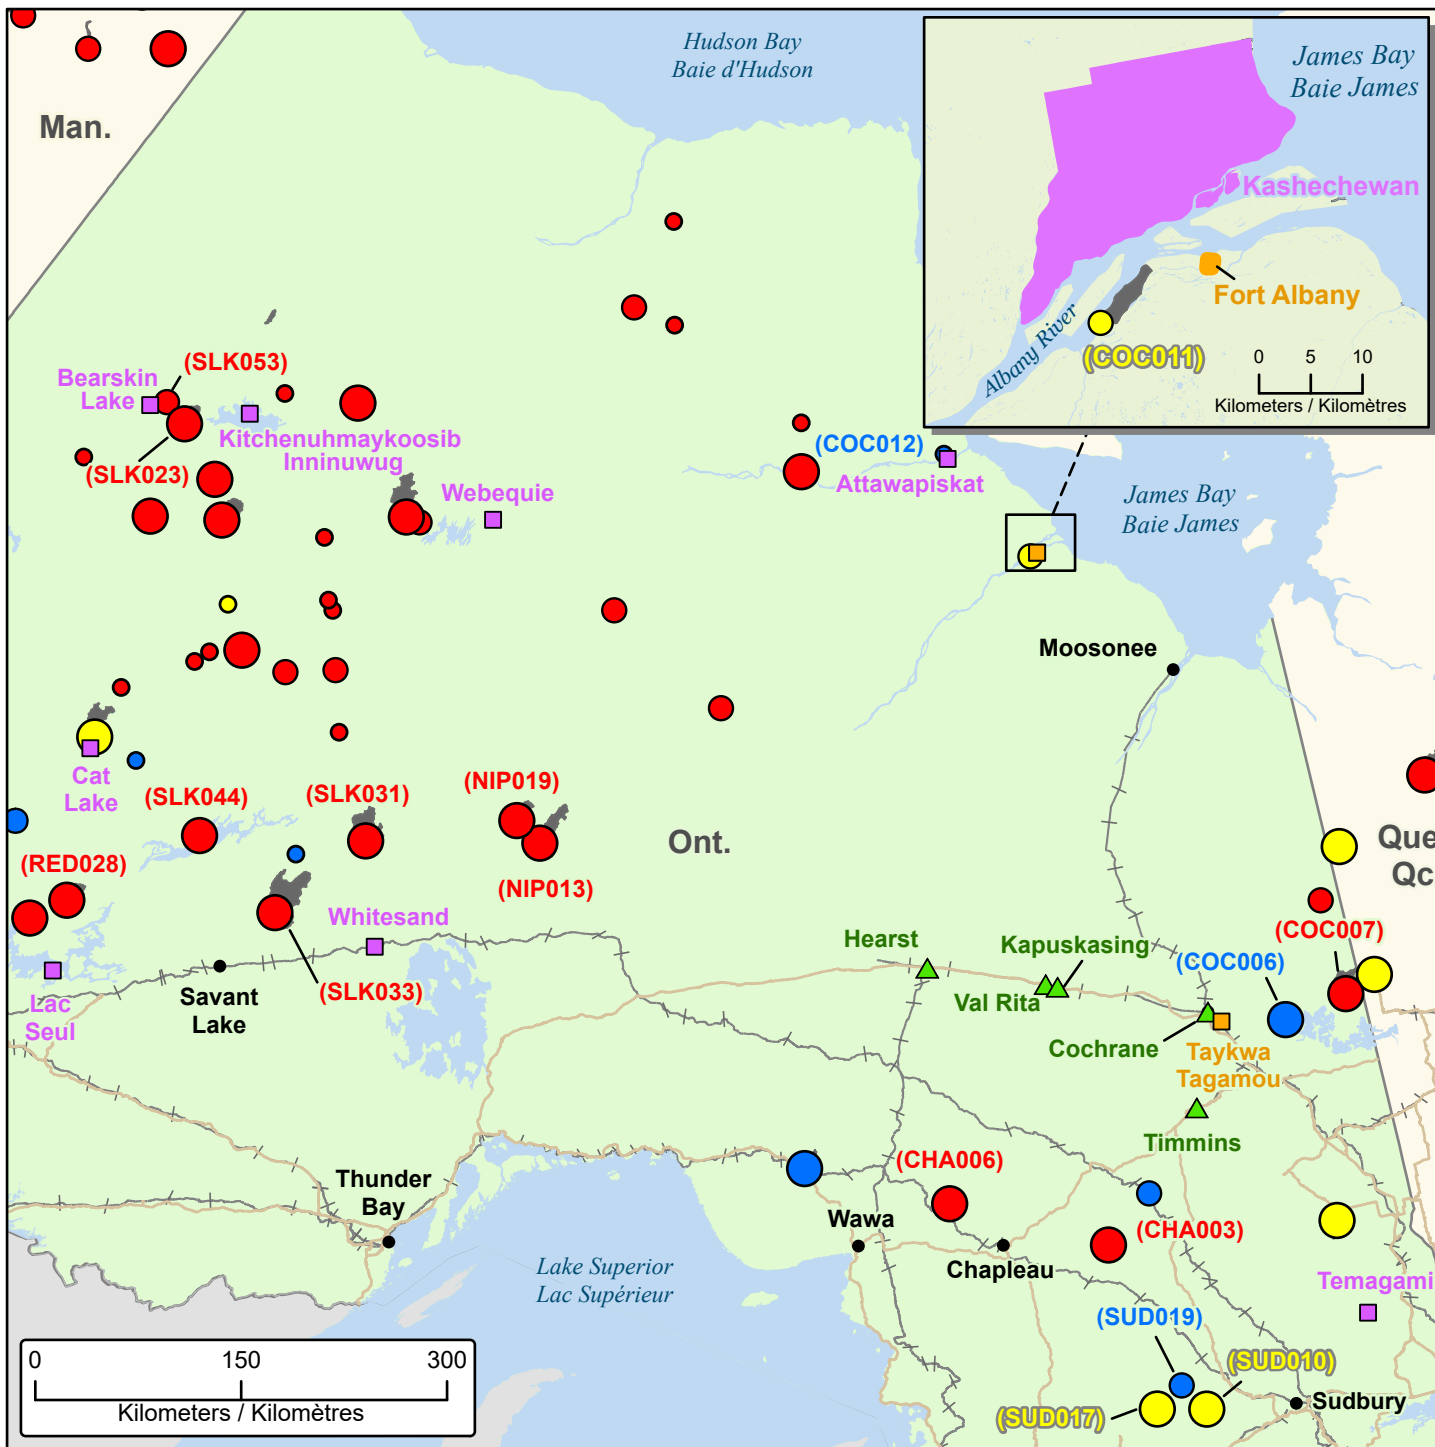 Hudson Bay
Baie d'Hudson
James Bay
Baie James
Man.
Kashechewan
Fort Albany
Albany River
(COC011)
0 10
Kilometers / Kilomètres
(SLK053)
Bearskin
Lake
Kitchenuhmaykoosib
Inninuwug
(SLK023)
Webequie
(COC012)
Attawapiskat
James Bay
Baie James
Moosonee
Cat
Lake
(SLK044)
(SLK031)
(NIP019)
(NIP013)
Ont.
Que
Qc
(RED028)
Whitesand
Hearst
Kapuskasing
Val Rita
(COC007)
(COC006)
Lac
Seul
Savant
Lake
(SLK033)
Cochrane
Taykwa
Tagamou
Timmins
Thunder
Bay
(CHA006)
Wawa
(CHA003)
Chapleau
Lake Superior
Lac Supérieur
Temagami
(SUD019)
(SUD010)
(SUD017)
Sudbury
0 150 300
Kilometers / Kilomètres